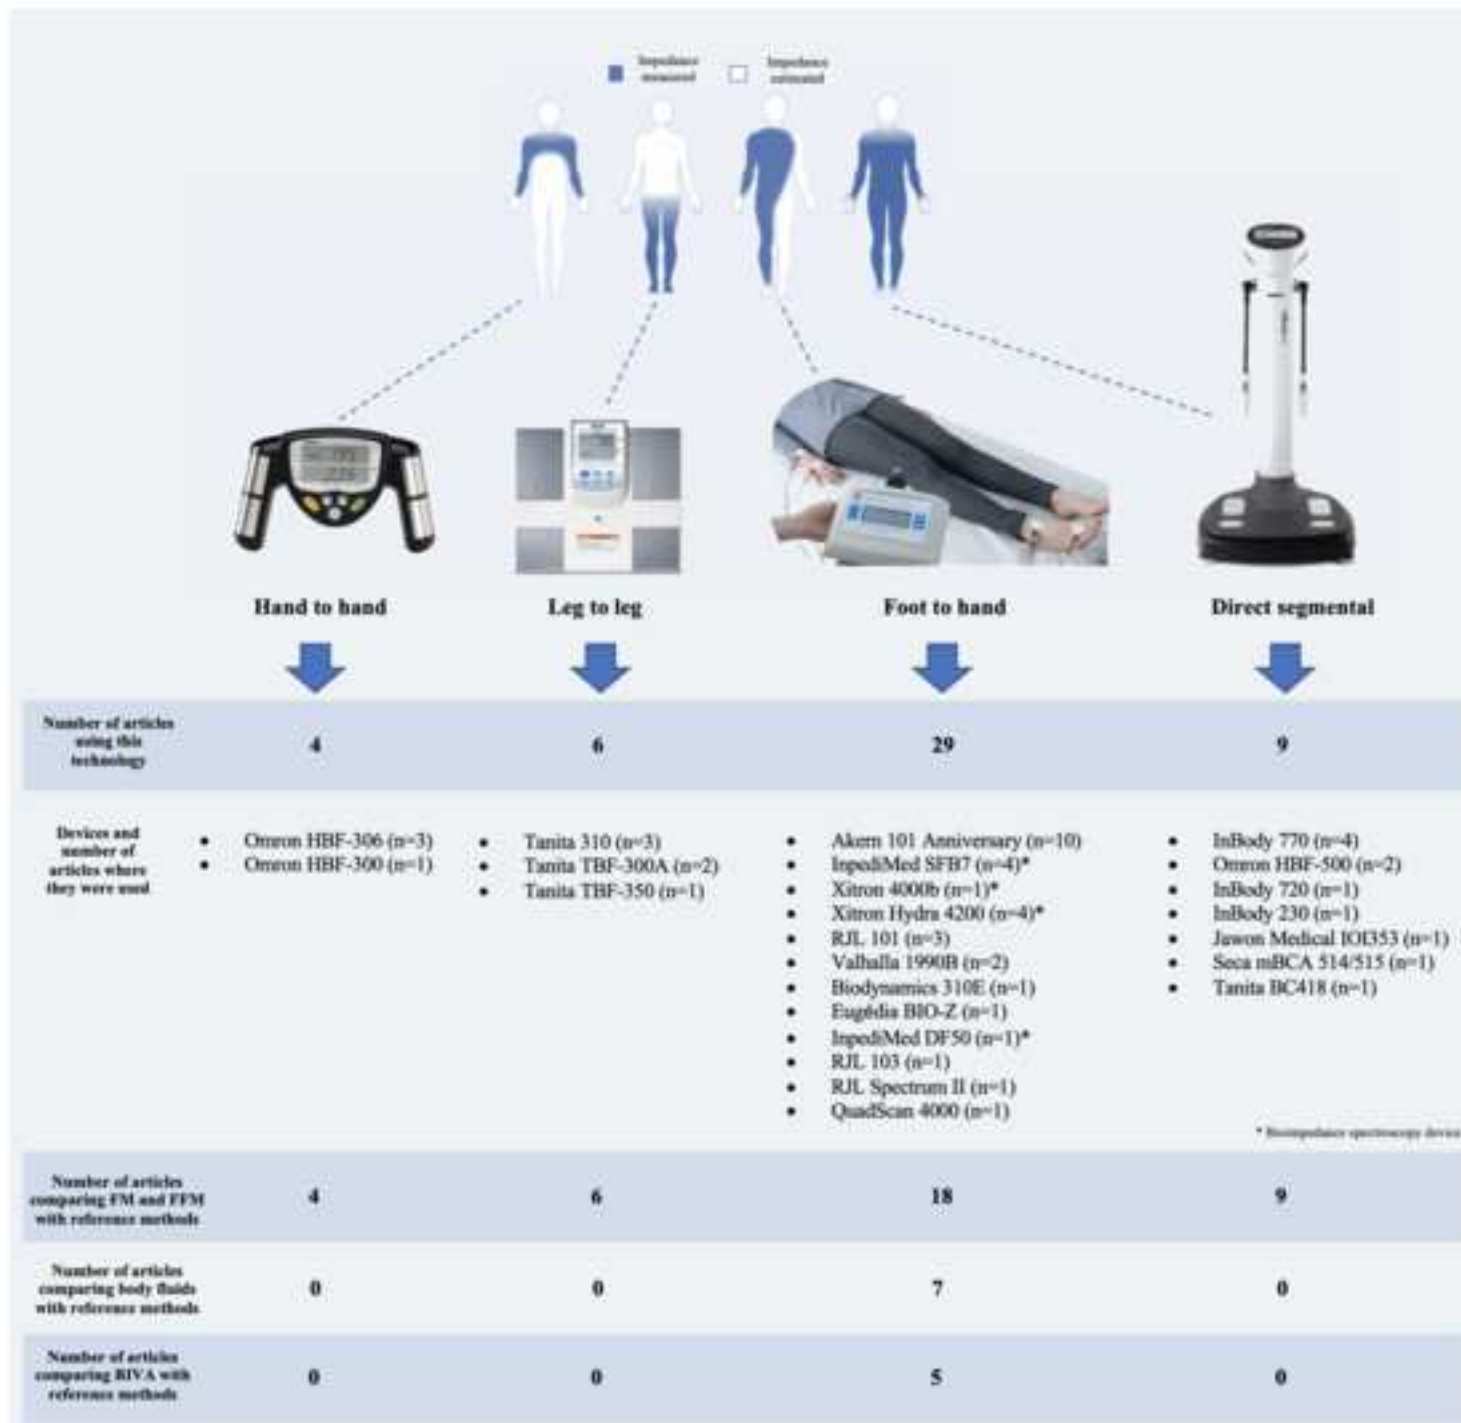 Impedance measured
Impedance estimated
Hand to hand
Leg to leg
Foot to hand
Direct segmental
Number of articles
using this
technology
4
6
29
9
Devices and
number of
articles where
they were used
• Omron HBF-306 (n=3)
• Omron HBF-300 (n=1)
• Tanita 310 (n=3)
• Tanita TBF-300A (n=2)
• Tanita TBF-350 (n=1)
• Akern 101 Anniversary (n=10)
• InpediMed SFB7 (n=4)*
• Xitron 4000b (n=1)*
• Xitron Hydra 4200 (n=4)*
• RJL 101 (n=3)
• Valhalla 1990B (n=2)
• Biodynamics 310E (n=1)
• Eugédia BIO-Z (n=1)
• InpediMed DF50 (n=1)*
• RJL 103 (n=1)
• RJL Spectrum II (n=1)
• QuadScan 4000 (n=1)
• InBody 770 (n=4)
• Omron HBF-500 (n=2)
• InBody 720 (n=1)
• InBody 230 (n=1)
• Jawon Medical IOI353 (n=1)
• Seca mBCA 514/515 (n=1)
• Tanita BC418 (n=1)
* Bioimpedance spectroscopy device
Number of articles
comparing FM and FFM
with reference methods
4
6
18
9
Number of articles
comparing body fluids
with reference methods
0
0
7
0
Number of articles
comparing BIVA with
reference methods
0
0
5
0